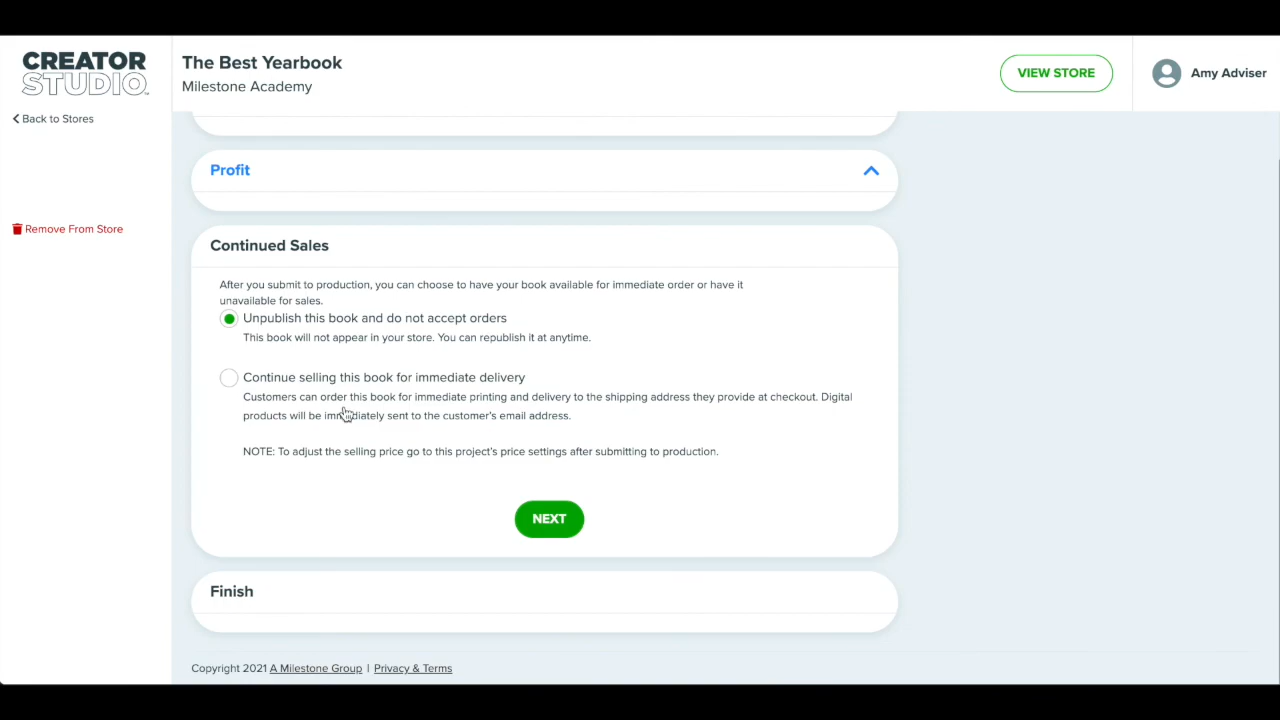 CREATOR
STUDIO
The Best Yearbook
Milestone Academy
VIEW STORE
Amy Adviser
Back to Stores
Remove From Store
Profit
Continued Sales
After you submit to production, you can choose to have your book available for immediate order or have it
unavailable for sales.
Unpublish this book and do not accept orders
This book will not appear in your store. You can republish it at anytime.
Continue selling this book for immediate delivery
Customers can order this book for immediate printing and delivery to the shipping address they provide at checkout. Digital
products will be immediately sent to the customer's email address.
NOTE: To adjust the selling price go to this project's price settings after submitting to production.
NEXT
Finish
Copyright 2021 A Milestone Group | Privacy & Terms